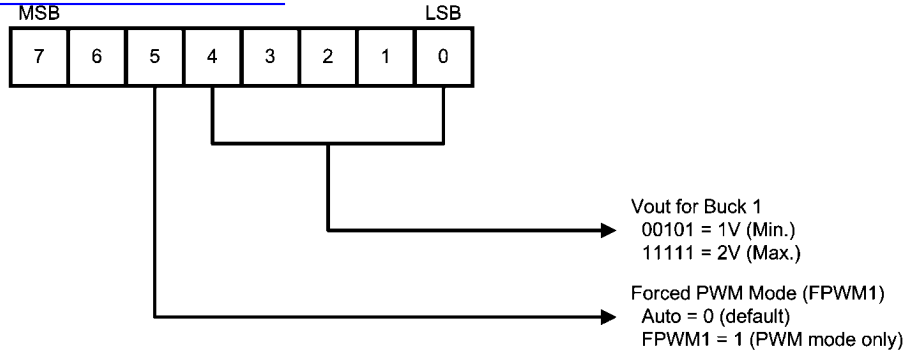 MSB LSB
7 6 5 4 3 2 1 0
Vout for Buck 1
00101 = 1V (Min.)
11111 = 2V (Max.)
Forced PWM Mode (FPWM1)
Auto = 0 (default)
FPWM1 = 1 (PWM mode only)